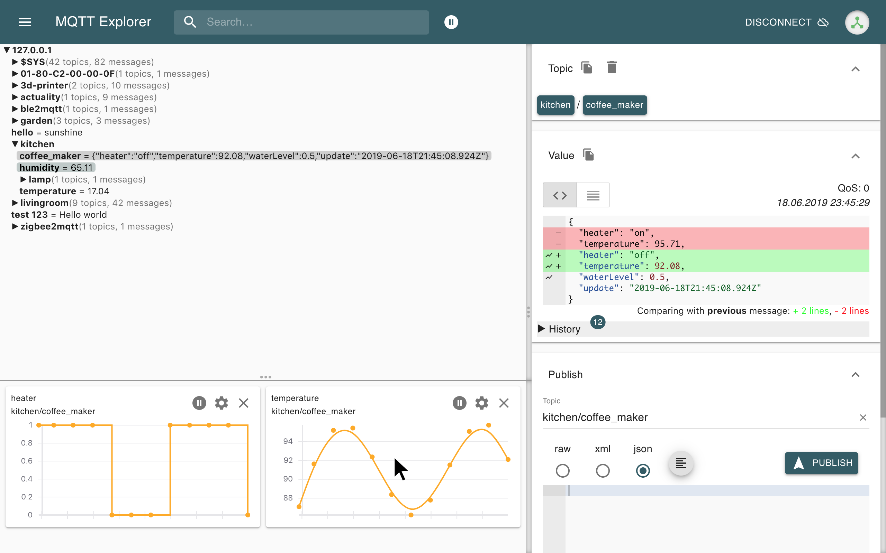 MQTT Explorer
Search...
DISCONNECT
▼ 127.0.0.1
▶ $SYS (42 topics, 82 messages)
▶ 01-80-C2-00-00-0F (1 topics, 1 messages)
▶ 3d-printer (2 topics, 10 messages)
▶ actuality (1 topics, 9 messages)
▶ ble2mqtt (1 topics, 1 messages)
▶ garden (3 topics, 3 messages)
hello = sunshine
▼ kitchen
coffee_maker = {"heater":"off","temperature":92.08,"waterLevel":0.5,"update":"2019-06-18T21:45:08.924Z"}
humidity = 65.11
▶ lamp (1 topics, 1 messages)
temperature = 17.04
▶ livingroom (9 topics, 42 messages)
test 123 = Hello world
▶ zigbee2mqtt (1 topics, 1 messages)
heater
kitchen/coffee_maker
1
0.8
0.6
0.4
0.2
0
temperature
kitchen/coffee_maker
94
92
90
88
Topic
kitchen / coffee_maker
Value
QoS: 0
18.06.2019 23:45:29
{
- "heater": "on",
- "temperature": 95.71,
+ "heater": "off",
+ "temperature": 92.08,
"waterLevel": 0.5,
"update": "2019-06-18T21:45:08.924Z"
}
Comparing with previous message: + 2 lines, - 2 lines
▶ History 12
Publish
Topic
kitchen/coffee_maker
raw xml json
PUBLISH